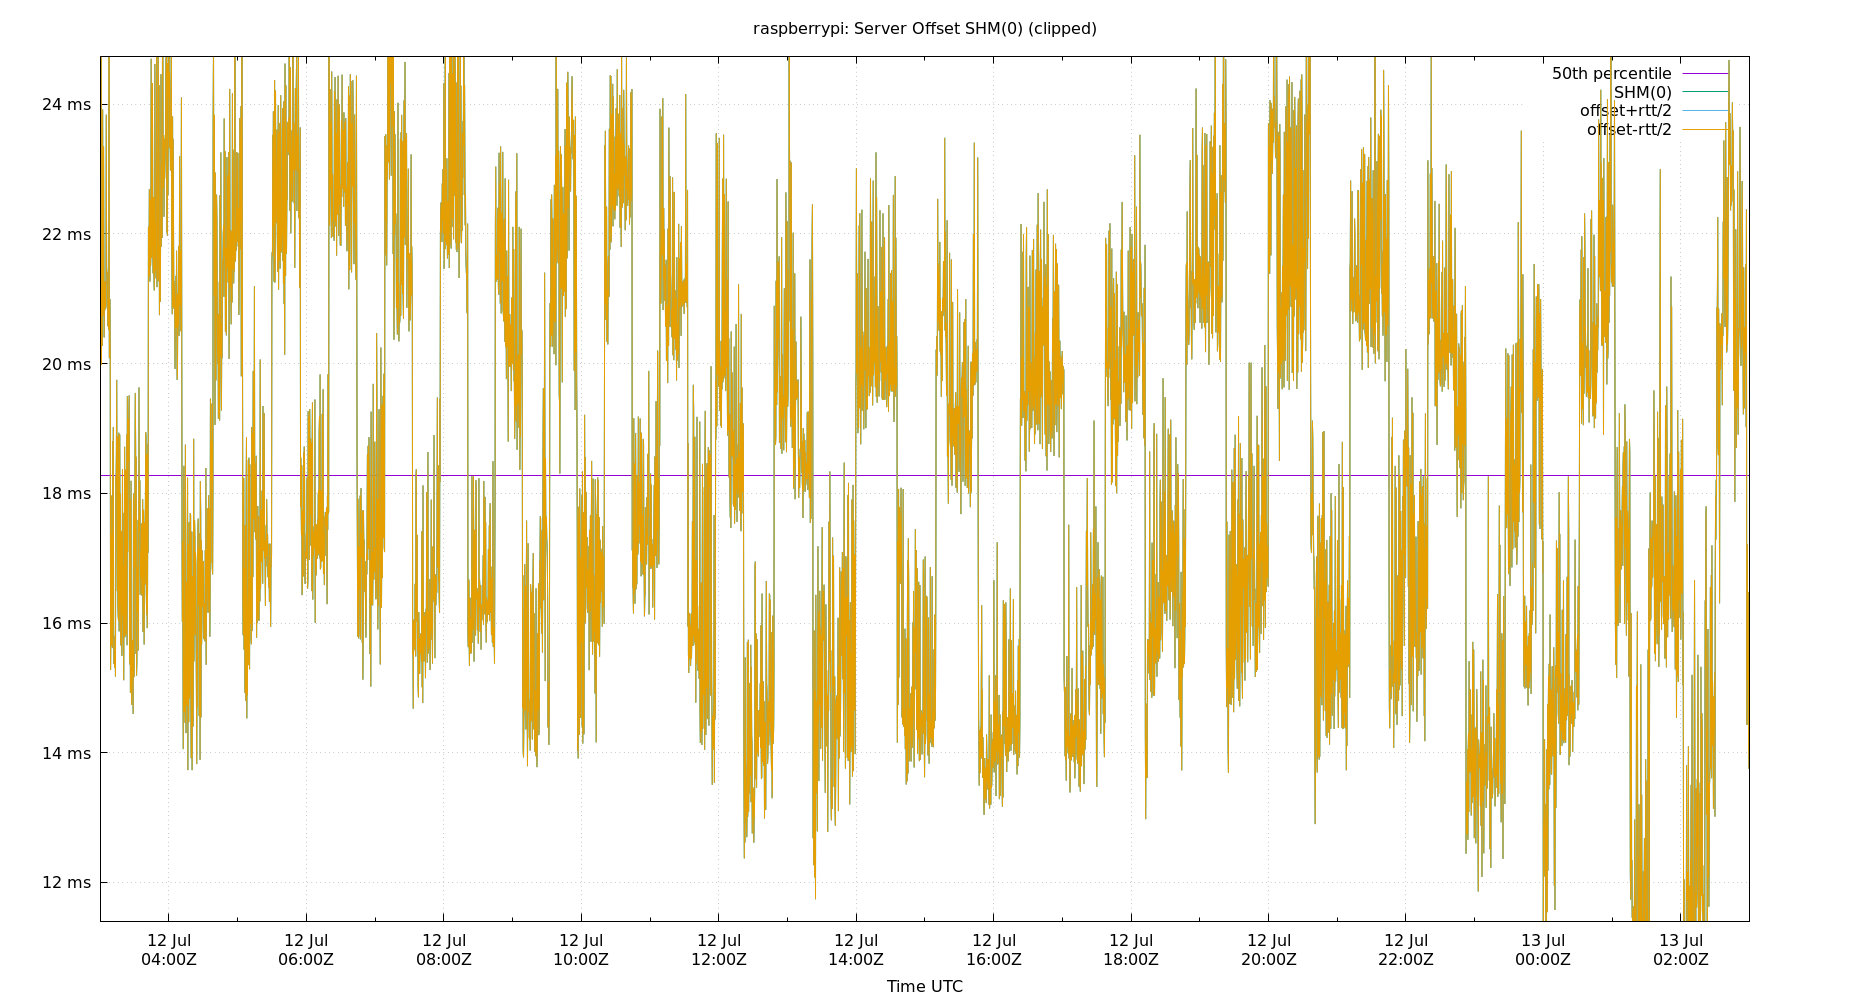 raspberrypi: Server Offset SHM(0) (clipped)
50th percentile
SHM(0)
offset+rtt/2
offset-rtt/2
24 ms
22 ms
20 ms
18 ms
16 ms
14 ms
12 ms
12 Jul 12 Jul 12 Jul 12 Jul 12 Jul 12 Jul 12 Jul 12 Jul 12 Jul 12 Jul 13 Jul 13 Jul
04:00Z 06:00Z 08:00Z 10:00Z 12:00Z 14:00Z 16:00Z 18:00Z 20:00Z 22:00Z 00:00Z 02:00Z
Time UTC